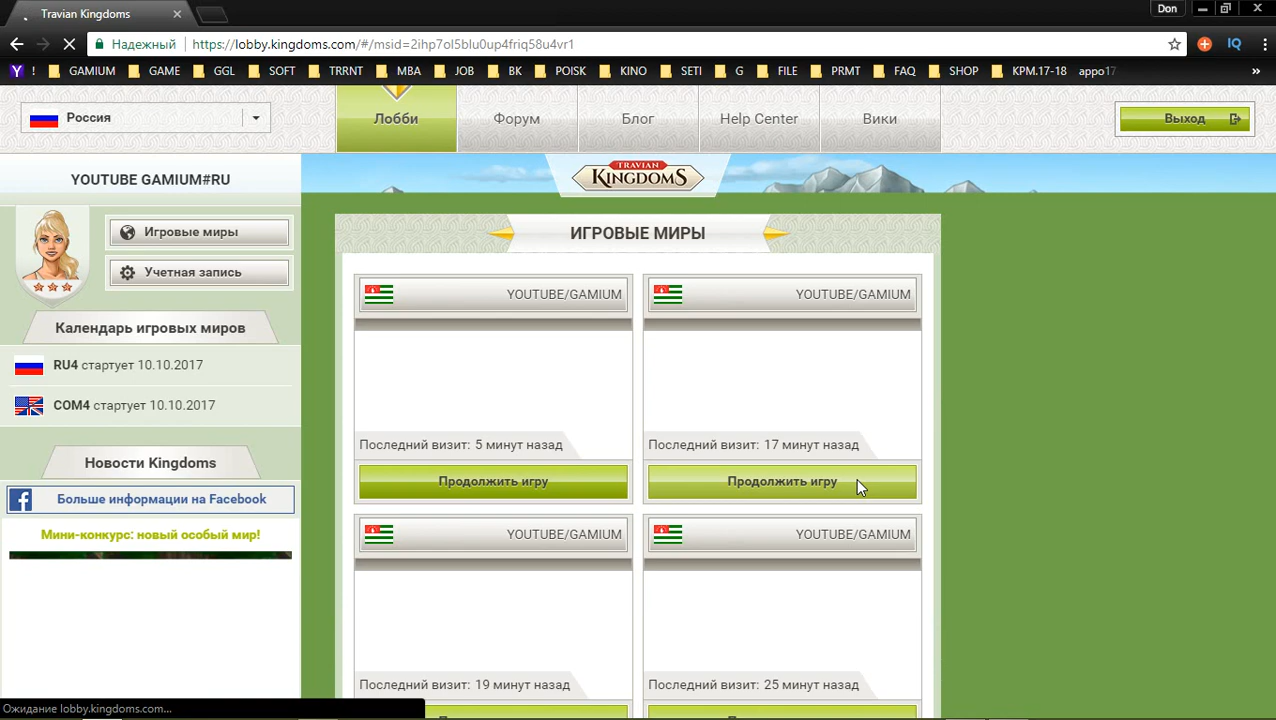 Travian Kingdoms
Don
Надежный
https://lobby.kingdoms.com/#/msid=2ihp7ol5blu0up4friq58u4vr1
IQ
Y ! GAMIUM GAME GGL SOFT TRRNT MBA JOB BK POISK KINO SETI G FILE PRMT FAQ SHOP KPM.17-18 appo17 »
Россия
Лобби
Форум
Блог
Help Center
Вики
Выход
TRAVIAN
KINGDOMS
YOUTUBE GAMIUM#RU
Игровые миры
Учетная запись
Календарь игровых миров
RU4 стартует 10.10.2017
COM4 стартует 10.10.2017
Новости Kingdoms
Больше информации на Facebook
Мини-конкурс: новый особый мир!
ИГРОВЫЕ МИРЫ
YOUTUBE/GAMIUM
Последний визит: 5 минут назад
Продолжить игру
YOUTUBE/GAMIUM
Последний визит: 17 минут назад
Продолжить игру
YOUTUBE/GAMIUM
Последний визит: 19 минут назад
YOUTUBE/GAMIUM
Последний визит: 25 минут назад
Ожидание lobby.kingdoms.com...